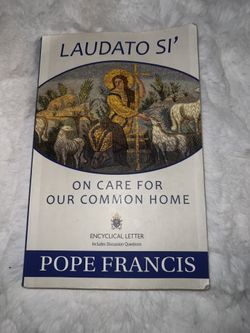 LAUDATO SI’
ON CARE FOR
OUR COMMON HOME
ENCYCLICAL LETTER
Includes Discussion Questions
POPE FRANCIS